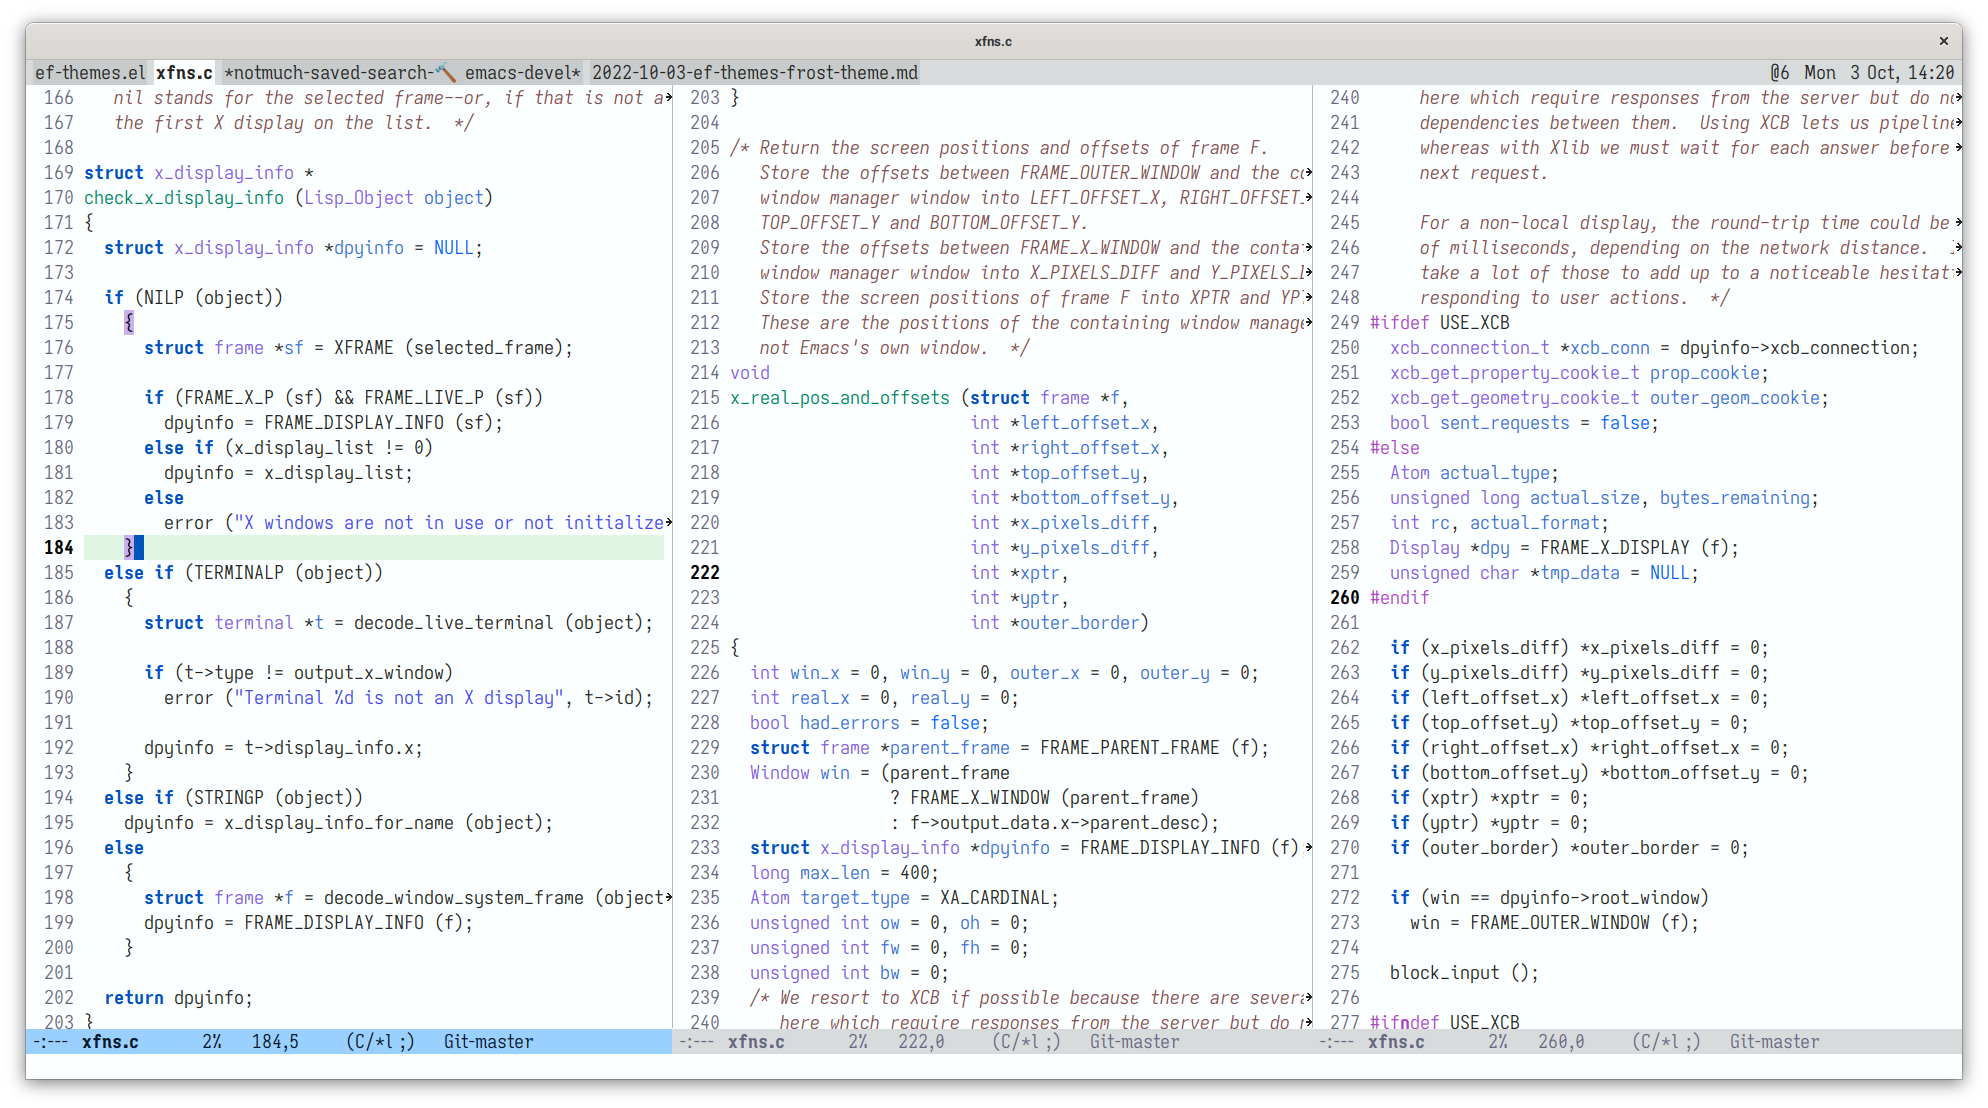 xfns.c ×
ef-themes.el xfns.c *notmuch-saved-search-🔨 emacs-devel* 2022-10-03-ef-themes-frost-theme.md @6 Mon 3 Oct, 14:20
166    nil stands for the selected frame--or, if that is not a
167    the first X display on the list.  */
168
169 struct x_display_info *
170 check_x_display_info (Lisp_Object object)
171 {
172   struct x_display_info *dpyinfo = NULL;
173
174   if (NILP (object))
175     {
176       struct frame *sf = XFRAME (selected_frame);
177
178       if (FRAME_X_P (sf) && FRAME_LIVE_P (sf))
179         dpyinfo = FRAME_DISPLAY_INFO (sf);
180       else if (x_display_list != 0)
181         dpyinfo = x_display_list;
182       else
183         error ("X windows are not in use or not initialize
184     }
185   else if (TERMINALP (object))
186     {
187       struct terminal *t = decode_live_terminal (object);
188
189       if (t->type != output_x_window)
190         error ("Terminal %d is not an X display", t->id);
191
192       dpyinfo = t->display_info.x;
193     }
194   else if (STRINGP (object))
195     dpyinfo = x_display_info_for_name (object);
196   else
197     {
198       struct frame *f = decode_window_system_frame (object
199       dpyinfo = FRAME_DISPLAY_INFO (f);
200     }
201
202   return dpyinfo;
203 }
-:--- xfns.c 2% 184,5 (C/*l ;) Git-master
203 }
204
205 /* Return the screen positions and offsets of frame F.
206    Store the offsets between FRAME_OUTER_WINDOW and the
207    window manager window into LEFT_OFFSET_X, RIGHT_OFFSET
208    TOP_OFFSET_Y and BOTTOM_OFFSET_Y.
209    Store the offsets between FRAME_X_WINDOW and the conta
210    window manager window into X_PIXELS_DIFF and Y_PIXELS_
211    Store the screen positions of frame F into XPTR and YP
212    These are the positions of the containing window manag
213    not Emacs's own window.  */
214 void
215 x_real_pos_and_offsets (struct frame *f,
216                         int *left_offset_x,
217                         int *right_offset_x,
218                         int *top_offset_y,
219                         int *bottom_offset_y,
220                         int *x_pixels_diff,
221                         int *y_pixels_diff,
222                         int *xptr,
223                         int *yptr,
224                         int *outer_border)
225 {
226   int win_x = 0, win_y = 0, outer_x = 0, outer_y = 0;
227   int real_x = 0, real_y = 0;
228   bool had_errors = false;
229   struct frame *parent_frame = FRAME_PARENT_FRAME (f);
230   Window win = (parent_frame
231                 ? FRAME_X_WINDOW (parent_frame)
232                 : f->output_data.x->parent_desc);
233   struct x_display_info *dpyinfo = FRAME_DISPLAY_INFO (f)
234   long max_len = 400;
235   Atom target_type = XA_CARDINAL;
236   unsigned int ow = 0, oh = 0;
237   unsigned int fw = 0, fh = 0;
238   unsigned int bw = 0;
239   /* We resort to XCB if possible because there are severa
240      here which require responses from the server but do
-:--- xfns.c 2% 222,0 (C/*l ;) Git-master
240      here which require responses from the server but do
241      dependencies between them.  Using XCB lets us pipelin
242      whereas with Xlib we must wait for each answer before
243      next request.
244
245      For a non-local display, the round-trip time could be
246      of milliseconds, depending on the network distance.
247      take a lot of those to add up to a noticeable hesitat
248      responding to user actions.  */
249 #ifdef USE_XCB
250   xcb_connection_t *xcb_conn = dpyinfo->xcb_connection;
251   xcb_get_property_cookie_t prop_cookie;
252   xcb_get_geometry_cookie_t outer_geom_cookie;
253   bool sent_requests = false;
254 #else
255   Atom actual_type;
256   unsigned long actual_size, bytes_remaining;
257   int rc, actual_format;
258   Display *dpy = FRAME_X_DISPLAY (f);
259   unsigned char *tmp_data = NULL;
260 #endif
261
262   if (x_pixels_diff) *x_pixels_diff = 0;
263   if (y_pixels_diff) *y_pixels_diff = 0;
264   if (left_offset_x) *left_offset_x = 0;
265   if (top_offset_y) *top_offset_y = 0;
266   if (right_offset_x) *right_offset_x = 0;
267   if (bottom_offset_y) *bottom_offset_y = 0;
268   if (xptr) *xptr = 0;
269   if (yptr) *yptr = 0;
270   if (outer_border) *outer_border = 0;
271
272   if (win == dpyinfo->root_window)
273     win = FRAME_OUTER_WINDOW (f);
274
275   block_input ();
276
277 #ifndef USE_XCB
-:--- xfns.c 2% 260,0 (C/*l ;) Git-master